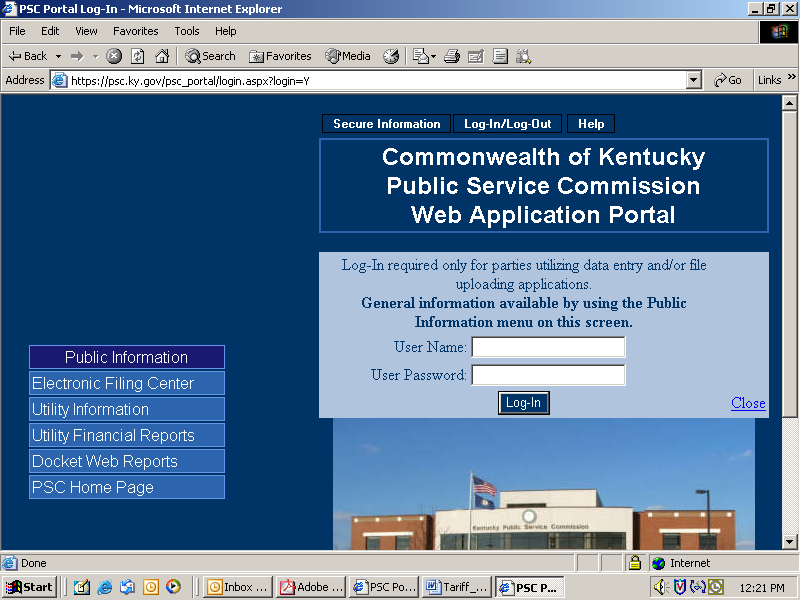 PSC Portal Log-In - Microsoft Internet Explorer
File Edit View Favorites Tools Help
Back Search Favorites Media
Address https://psc.ky.gov/psc_portal/login.aspx?login=Y Go Links »
Secure Information Log-In/Log-Out Help
Commonwealth of Kentucky
Public Service Commission
Web Application Portal
Log-In required only for parties utilizing data entry and/or file
uploading applications.
General information available by using the Public
Information menu on this screen.
User Name:
User Password:
Log-In
Close
Public Information
Electronic Filing Center
Utility Information
Utility Financial Reports
Docket Web Reports
PSC Home Page
Kentucky Public Service Commission
Done Internet
Start Inbox ... Adobe ... PSC Po... Tariff_... PSC P... 12:21 PM